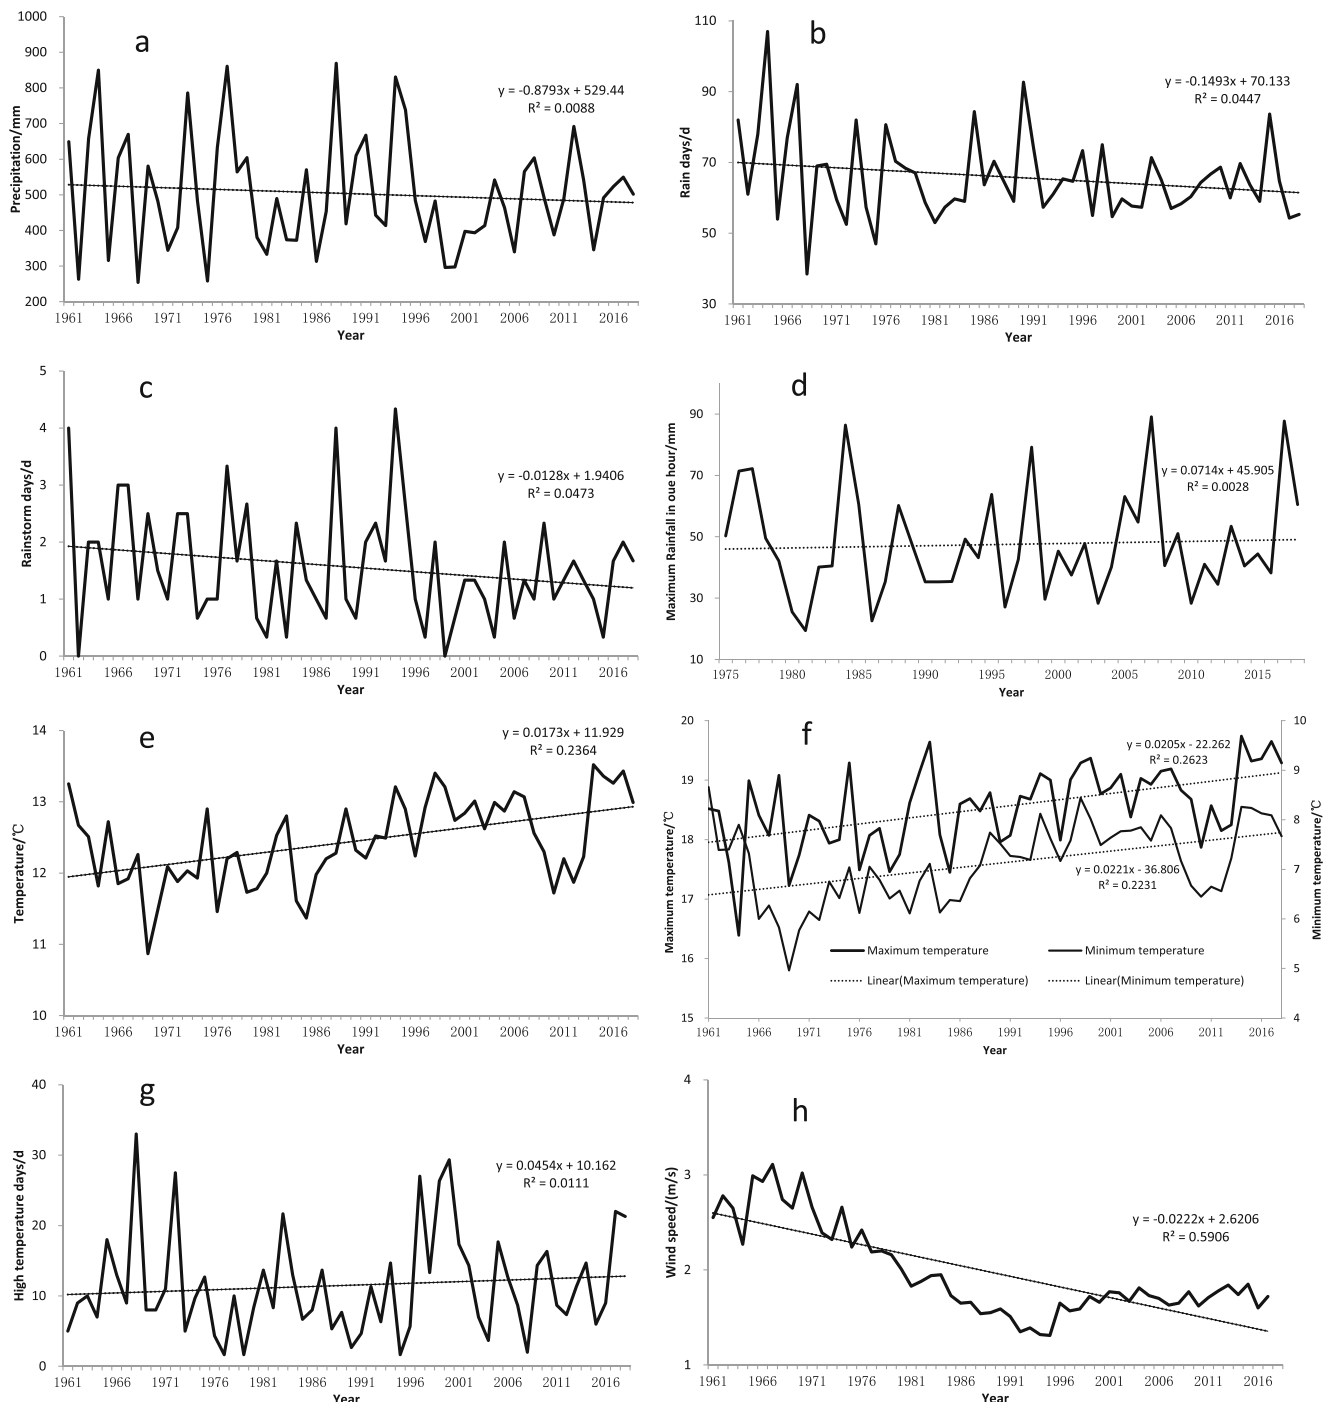 a
1000
900
800
700
600
500
400
300
200
Precipitation/mm
y = -0.8793x + 529.44
R² = 0.0088
1961 1966 1971 1976 1981 1986 1991 1996 2001 2006 2011 2016
Year
b
110
90
70
50
30
Rain days/d
y = -0.1493x + 70.133
R² = 0.0447
1961 1966 1971 1976 1981 1986 1991 1996 2001 2006 2011 2016
Year
c
5
4
3
2
1
0
Rainstorm days/d
y = -0.0128x + 1.9406
R² = 0.0473
1961 1966 1971 1976 1981 1986 1991 1996 2001 2006 2011 2016
Year
d
90
70
50
30
10
Maximum Rainfall in oue hour/mm
y = 0.0714x + 45.905
R² = 0.0028
1975 1980 1985 1990 1995 2000 2005 2010 2015
Year
e
14
13
12
11
10
Temperature/℃
y = 0.0173x + 11.929
R² = 0.2364
1961 1966 1971 1976 1981 1986 1991 1996 2001 2006 2011 2016
Year
f
20
19
18
17
16
15
Maximum temperature/℃
10
9
8
7
6
5
4
Minimum temperature/℃
y = 0.0205x - 22.262
R² = 0.2623
y = 0.0221x - 36.806
R² = 0.2231
Maximum temperature
Minimum temperature
Linear(Maximum temperature)
Linear(Minimum temperature)
1961 1966 1971 1976 1981 1986 1991 1996 2001 2006 2011 2016
Year
g
40
30
20
10
0
High temperature days/d
y = 0.0454x + 10.162
R² = 0.0111
1961 1966 1971 1976 1981 1986 1991 1996 2001 2006 2011 2016
Year
h
4
3
2
1
Wind speed/(m/s)
y = -0.0222x + 2.6206
R² = 0.5906
1961 1966 1971 1976 1981 1986 1991 1996 2001 2006 2011 2016
Year